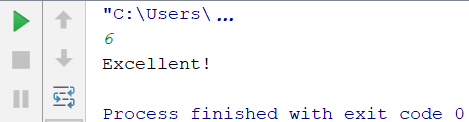 "C:\Users\ ...
6
Excellent!
Process finished with exit code 0